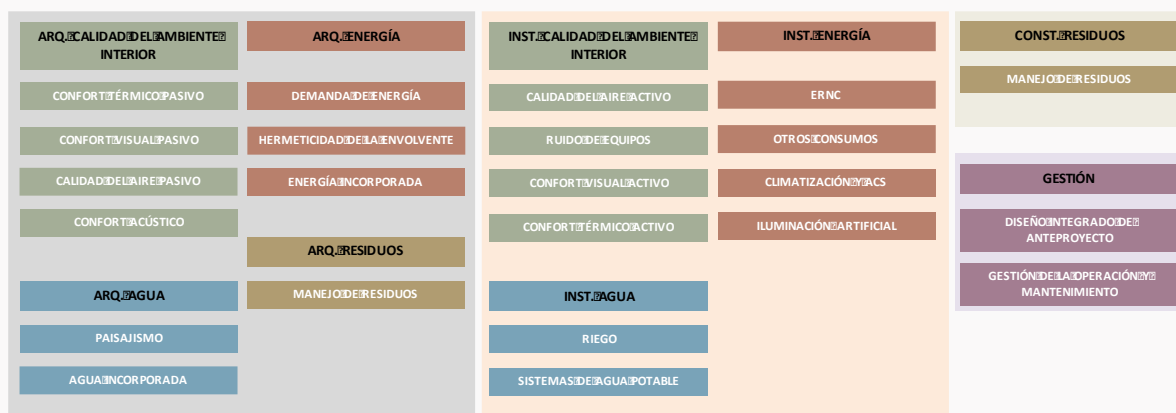 ARQ. CALIDAD DEL AMBIENTE
INTERIOR
CONFORT TÉRMICO PASIVO
CONFORT VISUAL PASIVO
CALIDAD DEL AIRE PASIVO
CONFORT ACÚSTICO
ARQ. AGUA
PAISAJISMO
AGUA INCORPORADA
ARQ. ENERGÍA
DEMANDA DE ENERGÍA
HERMETICIDAD DE LA ENVOLVENTE
ENERGÍA INCORPORADA
ARQ. RESIDUOS
MANEJO DE RESIDUOS
INST. CALIDAD DEL AMBIENTE
INTERIOR
CALIDAD DEL AIRE ACTIVO
RUIDO DE EQUIPOS
CONFORT VISUAL ACTIVO
CONFORT TÉRMICO ACTIVO
INST. AGUA
RIEGO
SISTEMAS DE AGUA POTABLE
INST. ENERGÍA
ERNC
OTROS CONSUMOS
CLIMATIZACIÓN Y ACS
ILUMINACIÓN ARTIFICIAL
CONST. RESIDUOS
MANEJO DE RESIDUOS
GESTIÓN
DISEÑO INTEGRADO DE
ANTEPROYECTO
GESTIÓN DE LA OPERACIÓN Y
MANTENIMIENTO